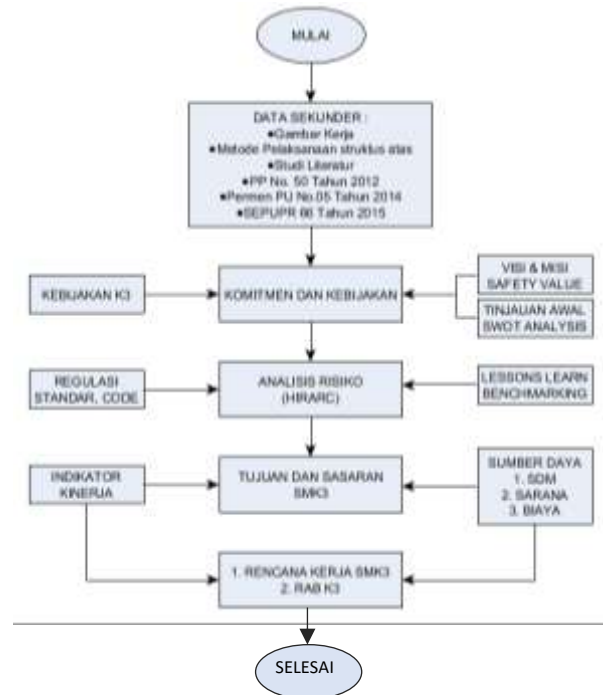 MULAI
DATA SEKUNDER :
●Gambar Kerja
●Metode Pelaksanaan struktus atas
●Studi Literatur
●PP No. 50 Tahun 2012
●Permen PU No.05 Tahun 2014
●SEPUPR 66 Tahun 2015
KEBIJAKAN K3
KOMITMEN DAN KEBIJAKAN
VISI & MISI
SAFETY VALUE
TINJAUAN AWAL
SWOT ANALYSIS
REGULASI
STANDAR, CODE
ANALISIS RISIKO
(HIRARC)
LESSONS LEARN
BENCHMARKING
INDIKATOR
KINERJA
TUJUAN DAN SASARAN
SMK3
SUMBER DAYA
1. SDM
2. SARANA
3. BIAYA
1. RENCANA KERJA SMK3
2. RAB K3
SELESAI